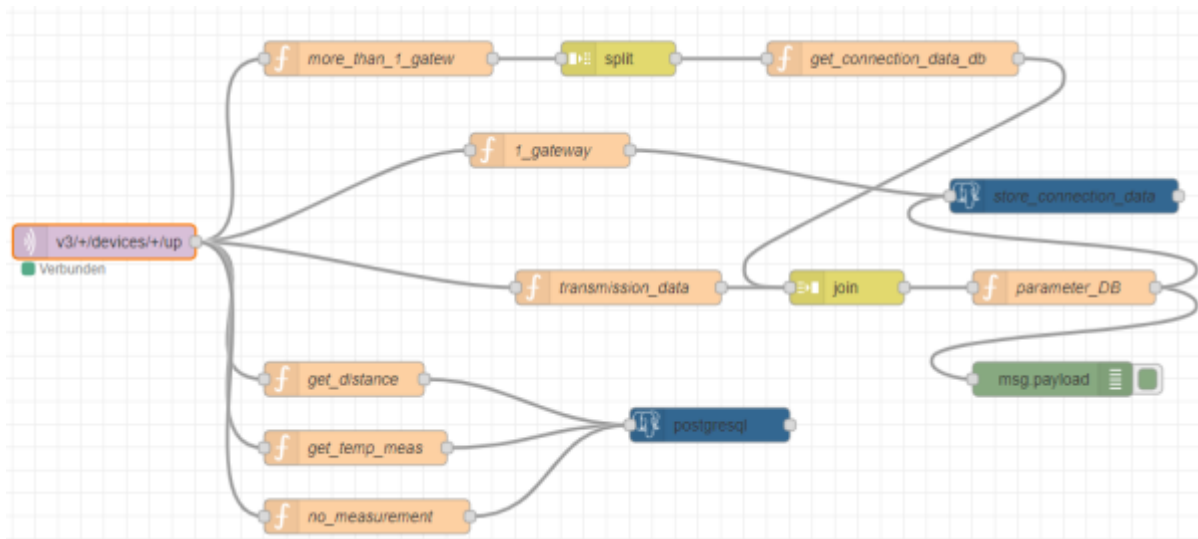 more_than_1_gatew
split
get_connection_data_db
1_gateway
store_connection_data
v3/+/devices/+/up
Verbunden
transmission_data
join
parameter_DB
get_distance
msg.payload
postgresql
get_temp_meas
no_measurement